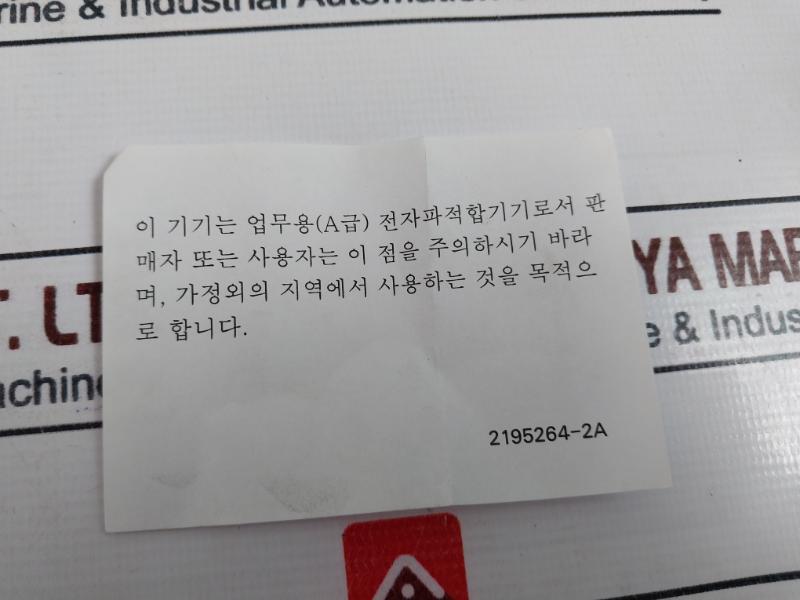 rine & Industrial Automation
이 기기는 업무용(A급) 전자파적합기기로서 판
매자 또는 사용자는 이 점을 주의하시기 바라
며, 가정외의 지역에서 사용하는 것을 목적으
로 합니다.
2195264-2A
T. LT
YA MAR
achine
e & Indus